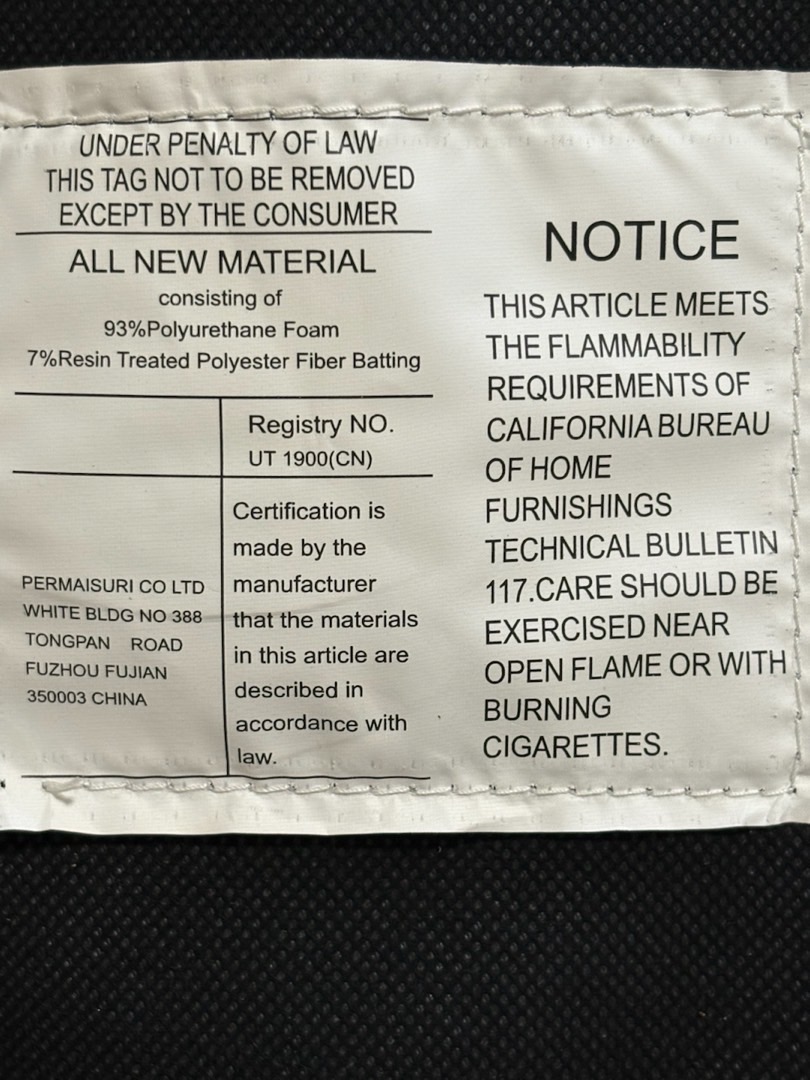 UNDER PENALTY OF LAW
THIS TAG NOT TO BE REMOVED
EXCEPT BY THE CONSUMER
ALL NEW MATERIAL
consisting of
93%Polyurethane Foam
7%Resin Treated Polyester Fiber Batting
Registry NO.
UT 1900(CN)
PERMAISURI CO LTD
WHITE BLDG NO 388
TONGPAN ROAD
FUZHOU FUJIAN
350003 CHINA
Certification is
made by the
manufacturer
that the materials
in this article are
described in
accordance with
law.
NOTICE
THIS ARTICLE MEETS
THE FLAMMABILITY
REQUIREMENTS OF
CALIFORNIA BUREAU
OF HOME
FURNISHINGS
TECHNICAL BULLETIN
117.CARE SHOULD BE
EXERCISED NEAR
OPEN FLAME OR WITH
BURNING
CIGARETTES.